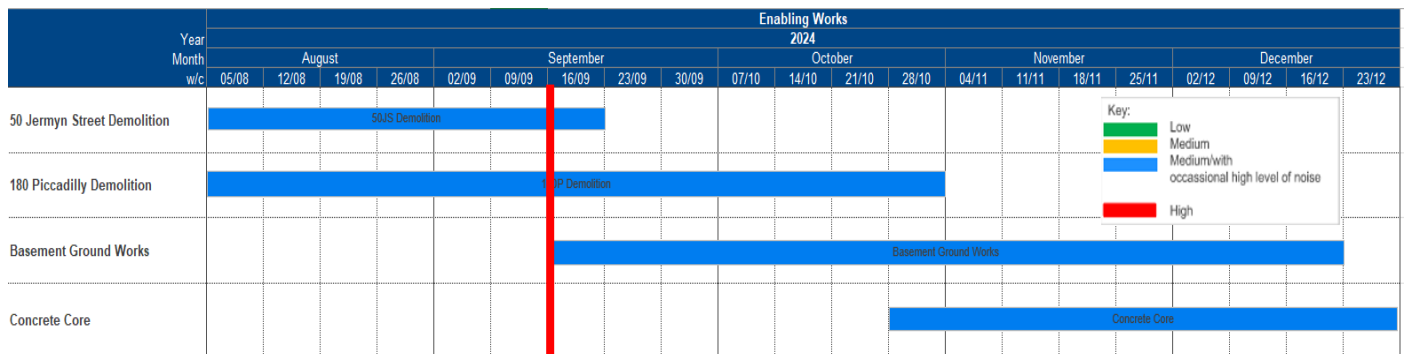 Enabling Works
Year 2024
Month August September October November December
w/c 05/08 12/08 19/08 26/08 02/09 09/09 16/09 23/09 30/09 07/10 14/10 21/10 28/10 04/11 11/11 18/11 25/11 02/12 09/12 16/12 23/12
Key:
Low
Medium
Medium/with
occassional high level of noise
High
50 Jermyn Street Demolition 50JS Demolition
180 Piccadilly Demolition Demolition
Basement Ground Works Basement Ground Works
Concrete Core Concrete Core